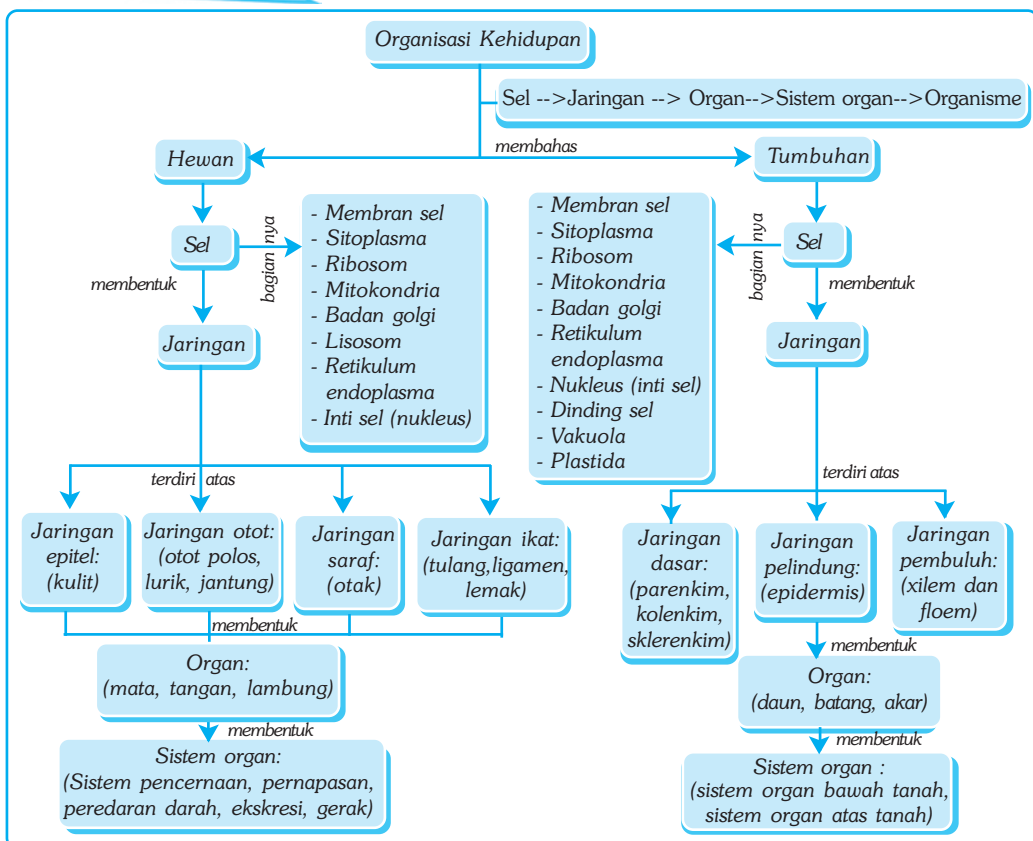 Organisasi Kehidupan
Sel -->Jaringan --> Organ-->Sistem organ-->Organisme
membahas
Hewan
Sel
bagian nya
- Membran sel
- Sitoplasma
- Ribosom
- Mitokondria
- Badan golgi
- Lisosom
- Retikulum
endoplasma
- Inti sel (nukleus)
membentuk
Jaringan
terdiri atas
Jaringan
epitel:
(kulit)
Jaringan otot:
(otot polos,
lurik, jantung)
Jaringan
saraf:
(otak)
Jaringan ikat:
(tulang,ligamen,
lemak)
membentuk
Organ:
(mata, tangan, lambung)
membentuk
Sistem organ:
(Sistem pencernaan, pernapasan,
peredaran darah, ekskresi, gerak)
Tumbuhan
Sel
bagian nya
- Membran sel
- Sitoplasma
- Ribosom
- Mitokondria
- Badan golgi
- Retikulum
endoplasma
- Nukleus (inti sel)
- Dinding sel
- Vakuola
- Plastida
membentuk
Jaringan
terdiri atas
Jaringan
dasar:
(parenkim,
kolenkim,
sklerenkim)
Jaringan
pelindung:
(epidermis)
Jaringan
pembuluh:
(xilem dan
floem)
membentuk
Organ:
(daun, batang, akar)
membentuk
Sistem organ :
(sistem organ bawah tanah,
sistem organ atas tanah)